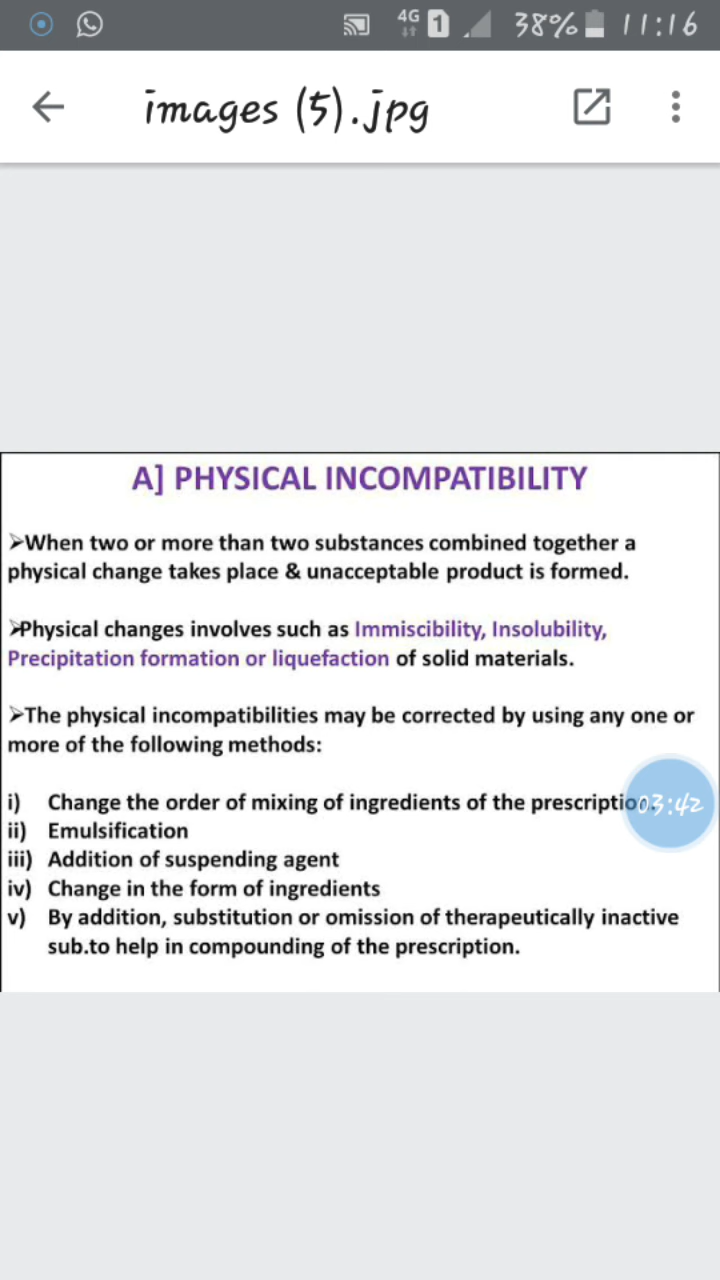 4G 1 38% 11:16
images (5).jpg
A] PHYSICAL INCOMPATIBILITY
➢When two or more than two substances combined together a
physical change takes place & unacceptable product is formed.
➢Physical changes involves such as Immiscibility, Insolubility,
Precipitation formation or liquefaction of solid materials.
➢The physical incompatibilities may be corrected by using any one or
more of the following methods:
i) Change the order of mixing of ingredients of the prescription.
03:42
ii) Emulsification
iii) Addition of suspending agent
iv) Change in the form of ingredients
v) By addition, substitution or omission of therapeutically inactive
sub.to help in compounding of the prescription.